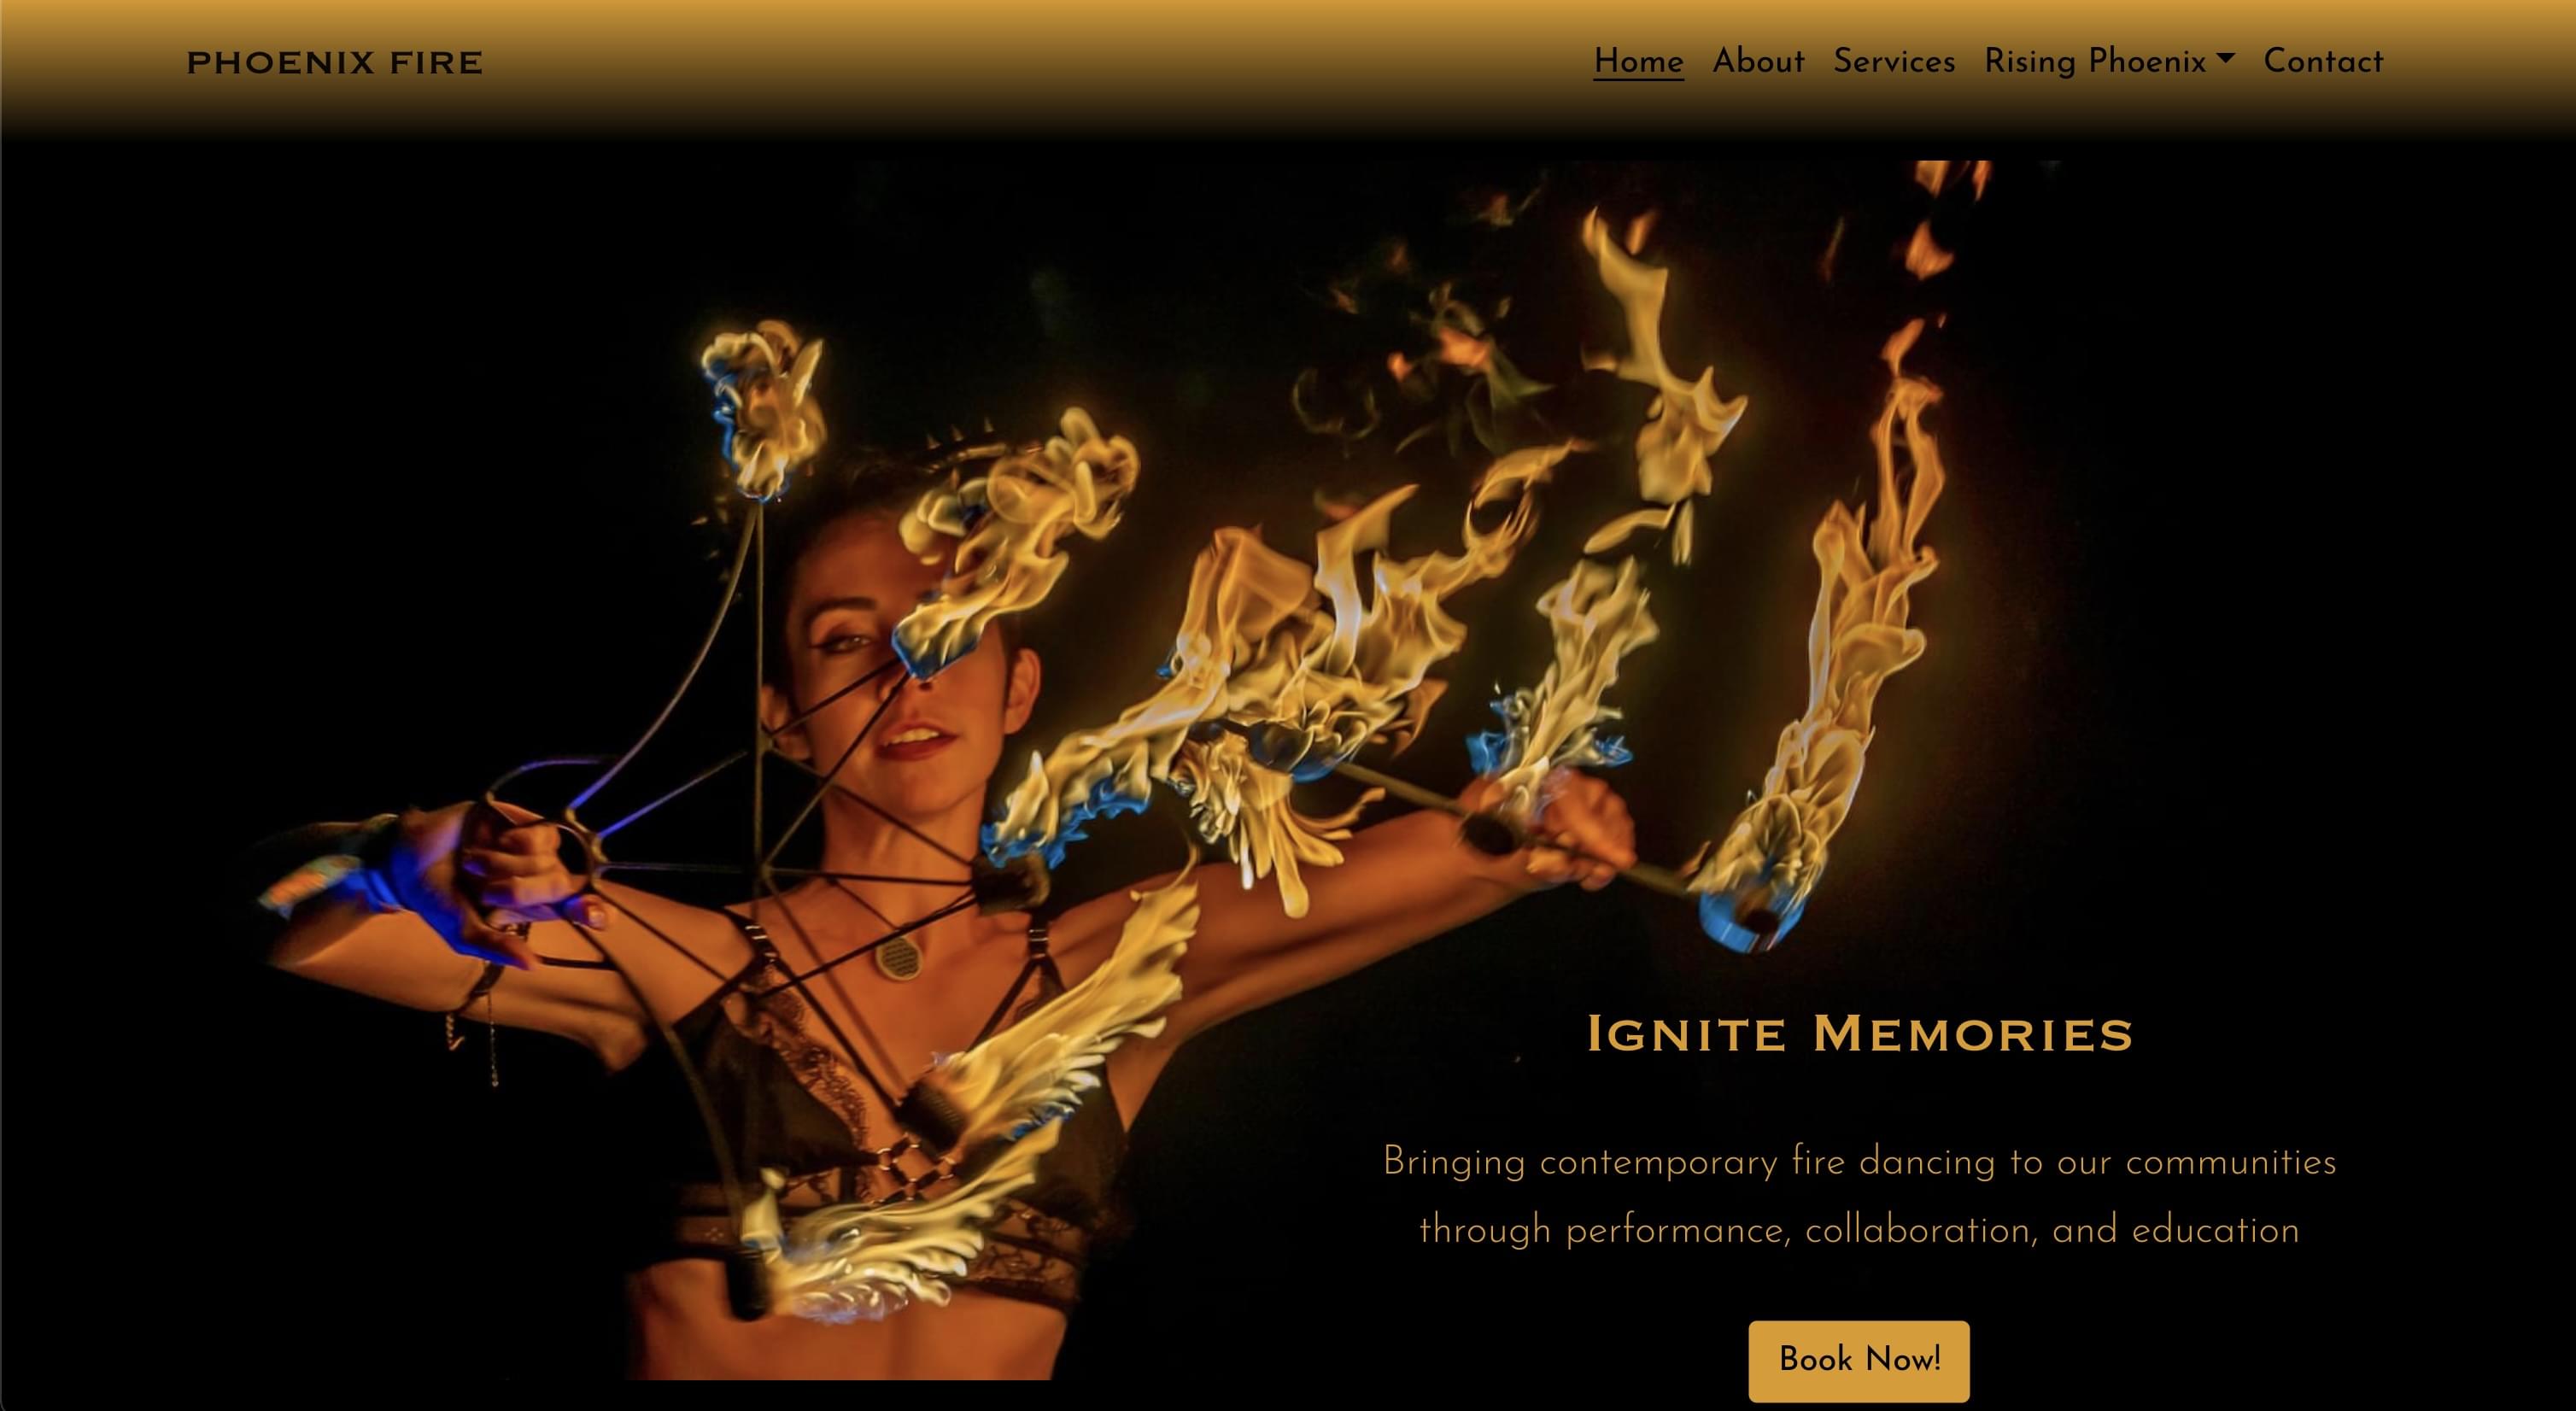 PHOENIX FIRE
Home About Services Rising Phoenix Contact
Ignite Memories
Bringing contemporary fire dancing to our communities
through performance, collaboration, and education
Book Now!